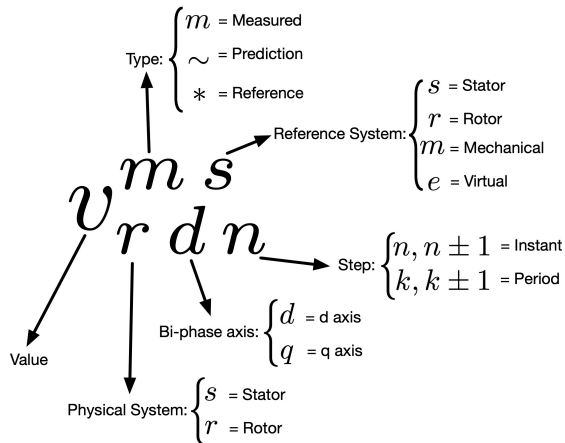 m = Measured
Type: ∼ = Prediction
* = Reference
s = Stator
r = Rotor
Reference System:
m = Mechanical
e = Virtual
v m s
r d n
n, n ± 1 = Instant
Step:
k, k ± 1 = Period
d = d axis
Bi-phase axis:
q = q axis
Value
s = Stator
Physical System:
r = Rotor